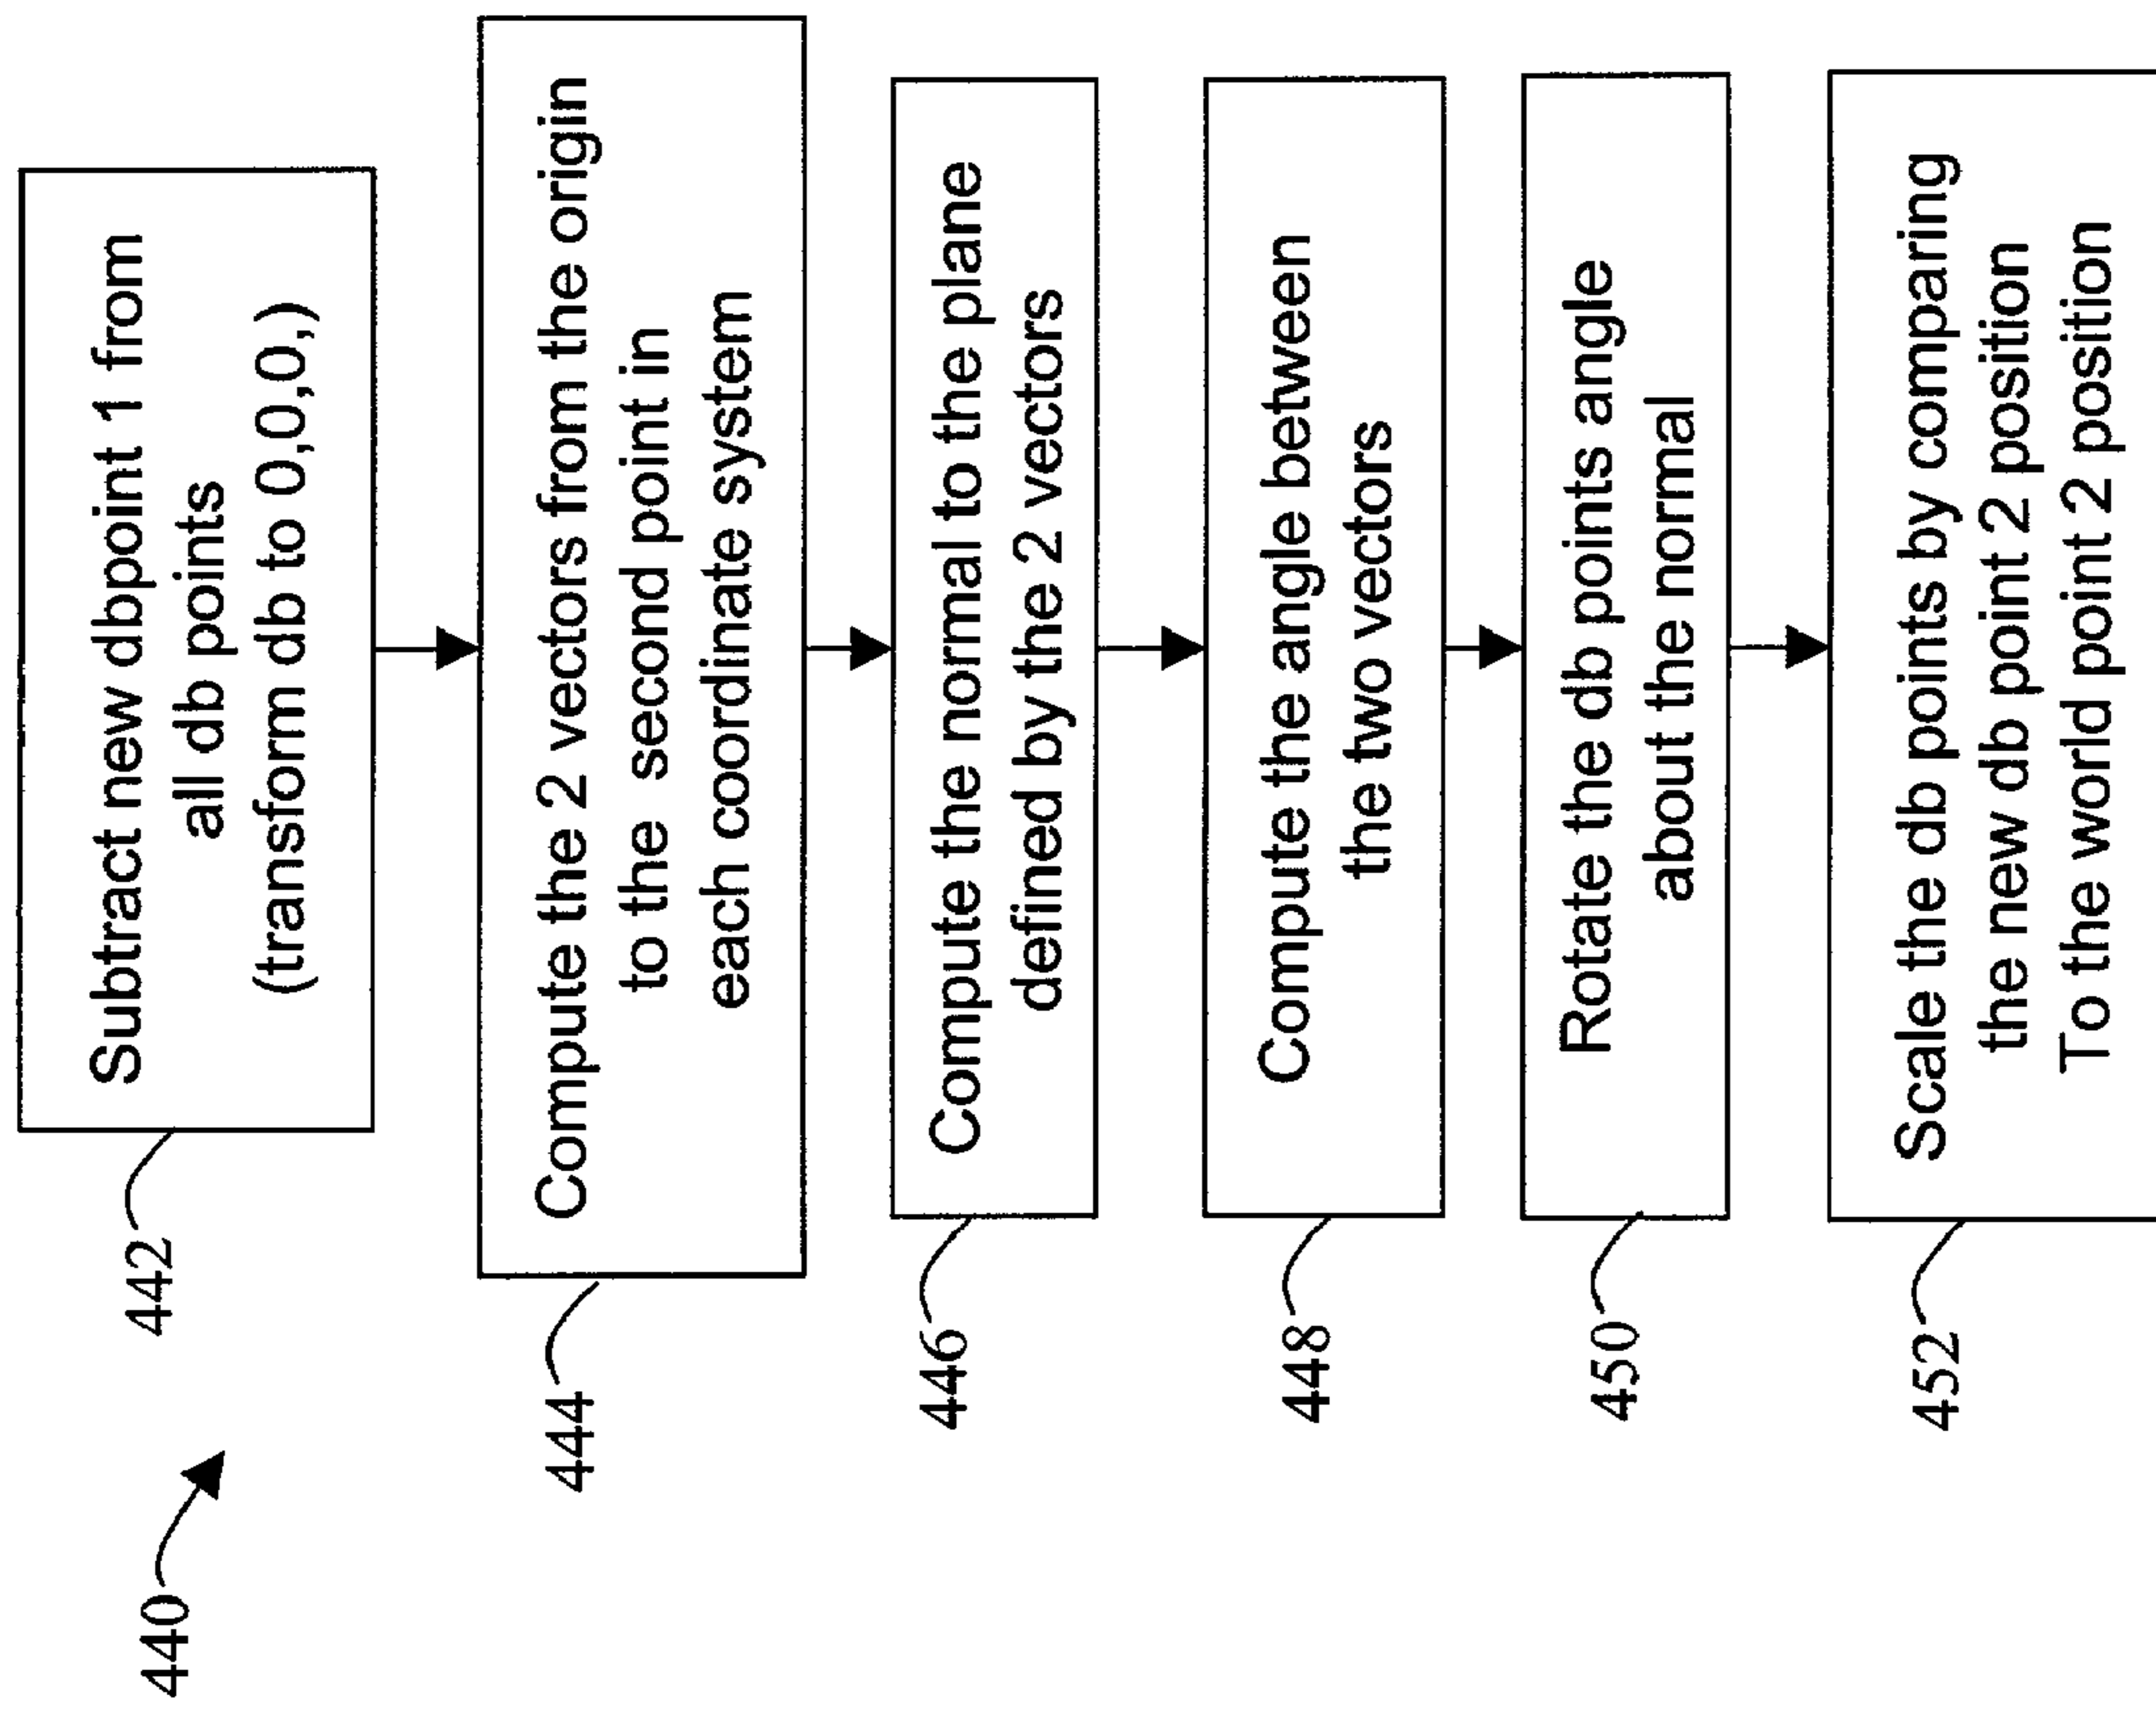 440
442
Subtract new dbpoint 1 from
all db points
(transform db to 0,0,0,)
444
Compute the 2 vectors from the origin
to the second point in
each coordinate system
446
Compute the normal to the plane
defined by the 2 vectors
448
Compute the angle between
the two vectors
450
Rotate the db points angle
about the normal
452
Scale the db points by comparing
the new db point 2 position
To the world point 2 position